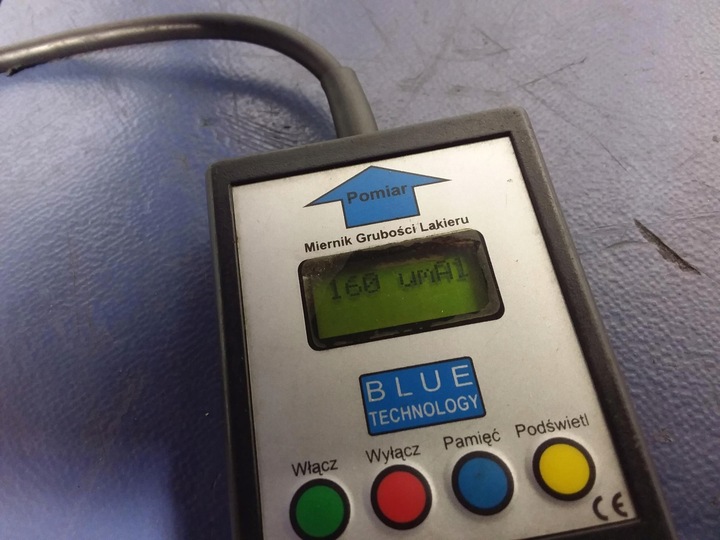 Pomiar
Miernik Grubości Lakieru
160 umAl
BLUE
TECHNOLOGY
Włącz Wyłącz Pamięć Podświetl
CE